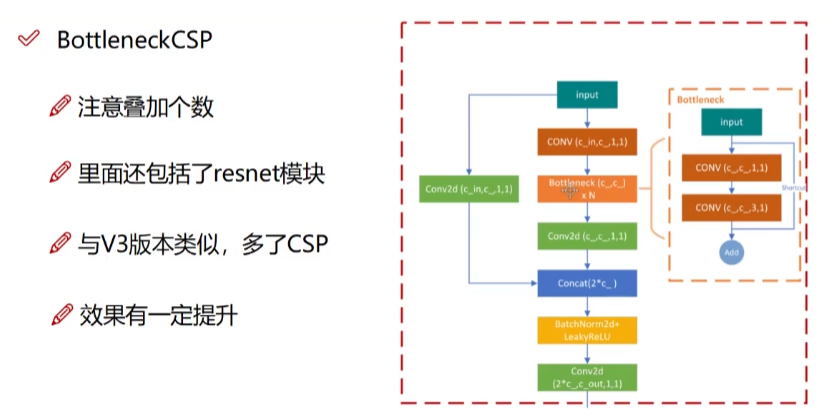 BottleneckCSP
注意叠加个数
里面还包括了resnet模块
与V3版本类似，多了CSP
效果有一定提升
input
CONV (c_in,c_,1,1)
Conv2d (c_in,c_,1,1)
Bottleneck (c_,c_)
x N
Conv2d (c_,c_,1,1)
Concat(2*c_ )
BatchNorm2d+
LeakyReLU
Conv2d
(2*c_,c_out,1,1)
Bottleneck
input
CONV (c_,c_,1,1)
Shortcut
CONV (c_,c_,3,1)
Add